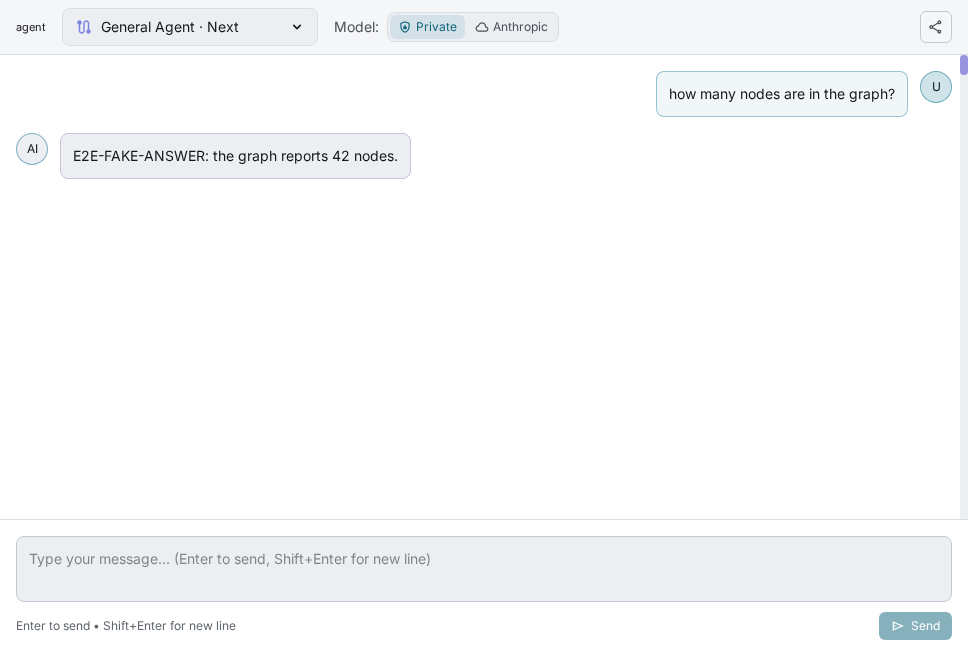 agent
General Agent · Next
Model:
Private
Anthropic
how many nodes are in the graph?
U
AI
E2E-FAKE-ANSWER: the graph reports 42 nodes.
Type your message... (Enter to send, Shift+Enter for new line)
Enter to send • Shift+Enter for new line
Send